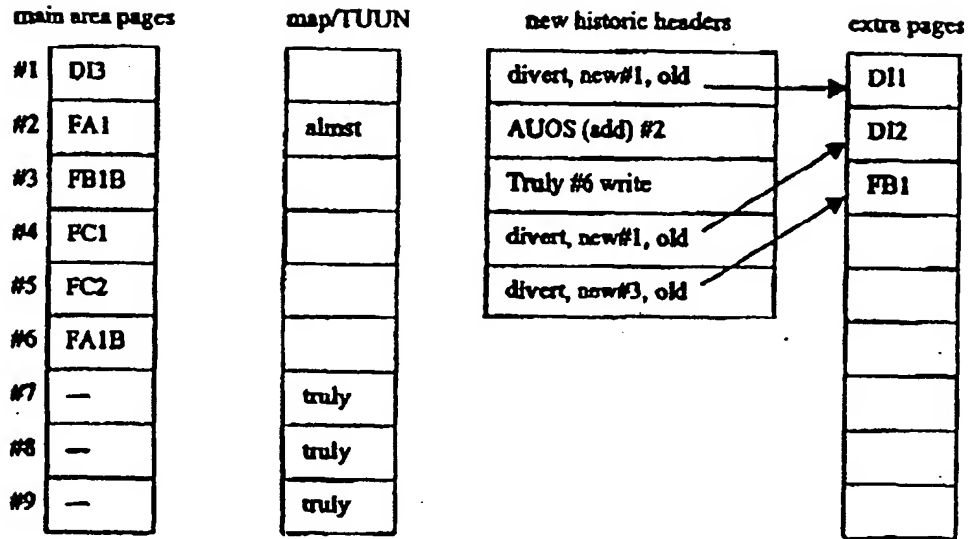 main area pages map/TUUN new historic headers extra pages
#1 DI3 divert, new#1, old DI1
#2 FA1 almst AUOS (add) #2 DI2
#3 FB1B Truly #6 write FB1
#4 FC1 divert, new#1, old
#5 FC2 divert, new#3, old
#6 FA1B
#7 — truly
#8 — truly
#9 — truly